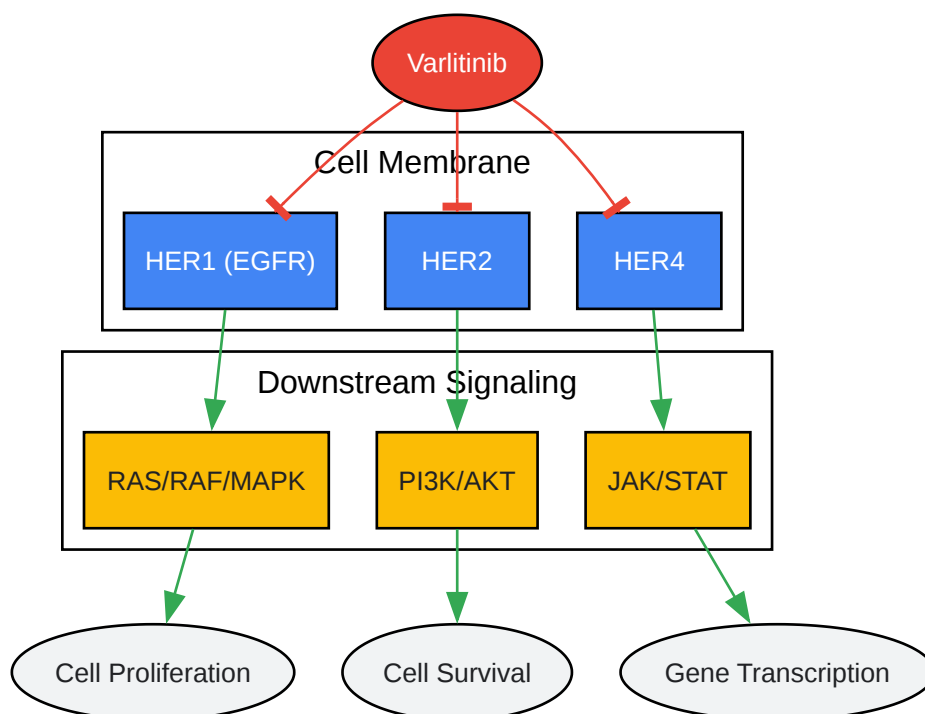 Varlitinib
Cell Membrane
HER1 (EGFR)
HER2
HER4
Downstream Signaling
RAS/RAF/MAPK
PI3K/AKT
JAK/STAT
Cell Proliferation
Cell Survival
Gene Transcription